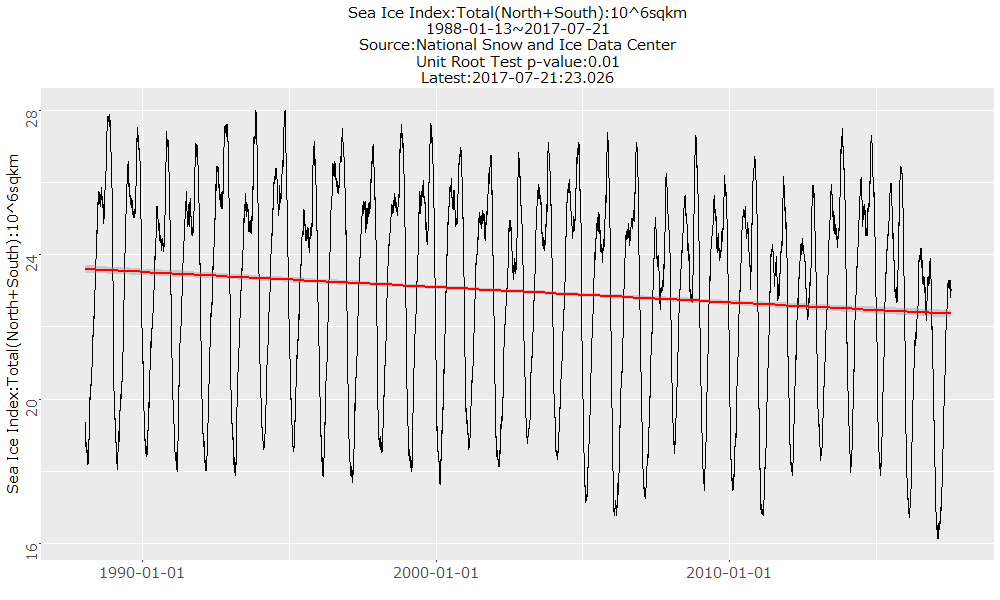 Sea Ice Index:Total(North+South):10^6sqkm
1988-01-13~2017-07-21
Source:National Snow and Ice Data Center
Unit Root Test p-value:0.01
Latest:2017-07-21:23.026
Sea Ice Index:Total(North+South):10^6sqkm
28
24
20
16
1990-01-01
2000-01-01
2010-01-01